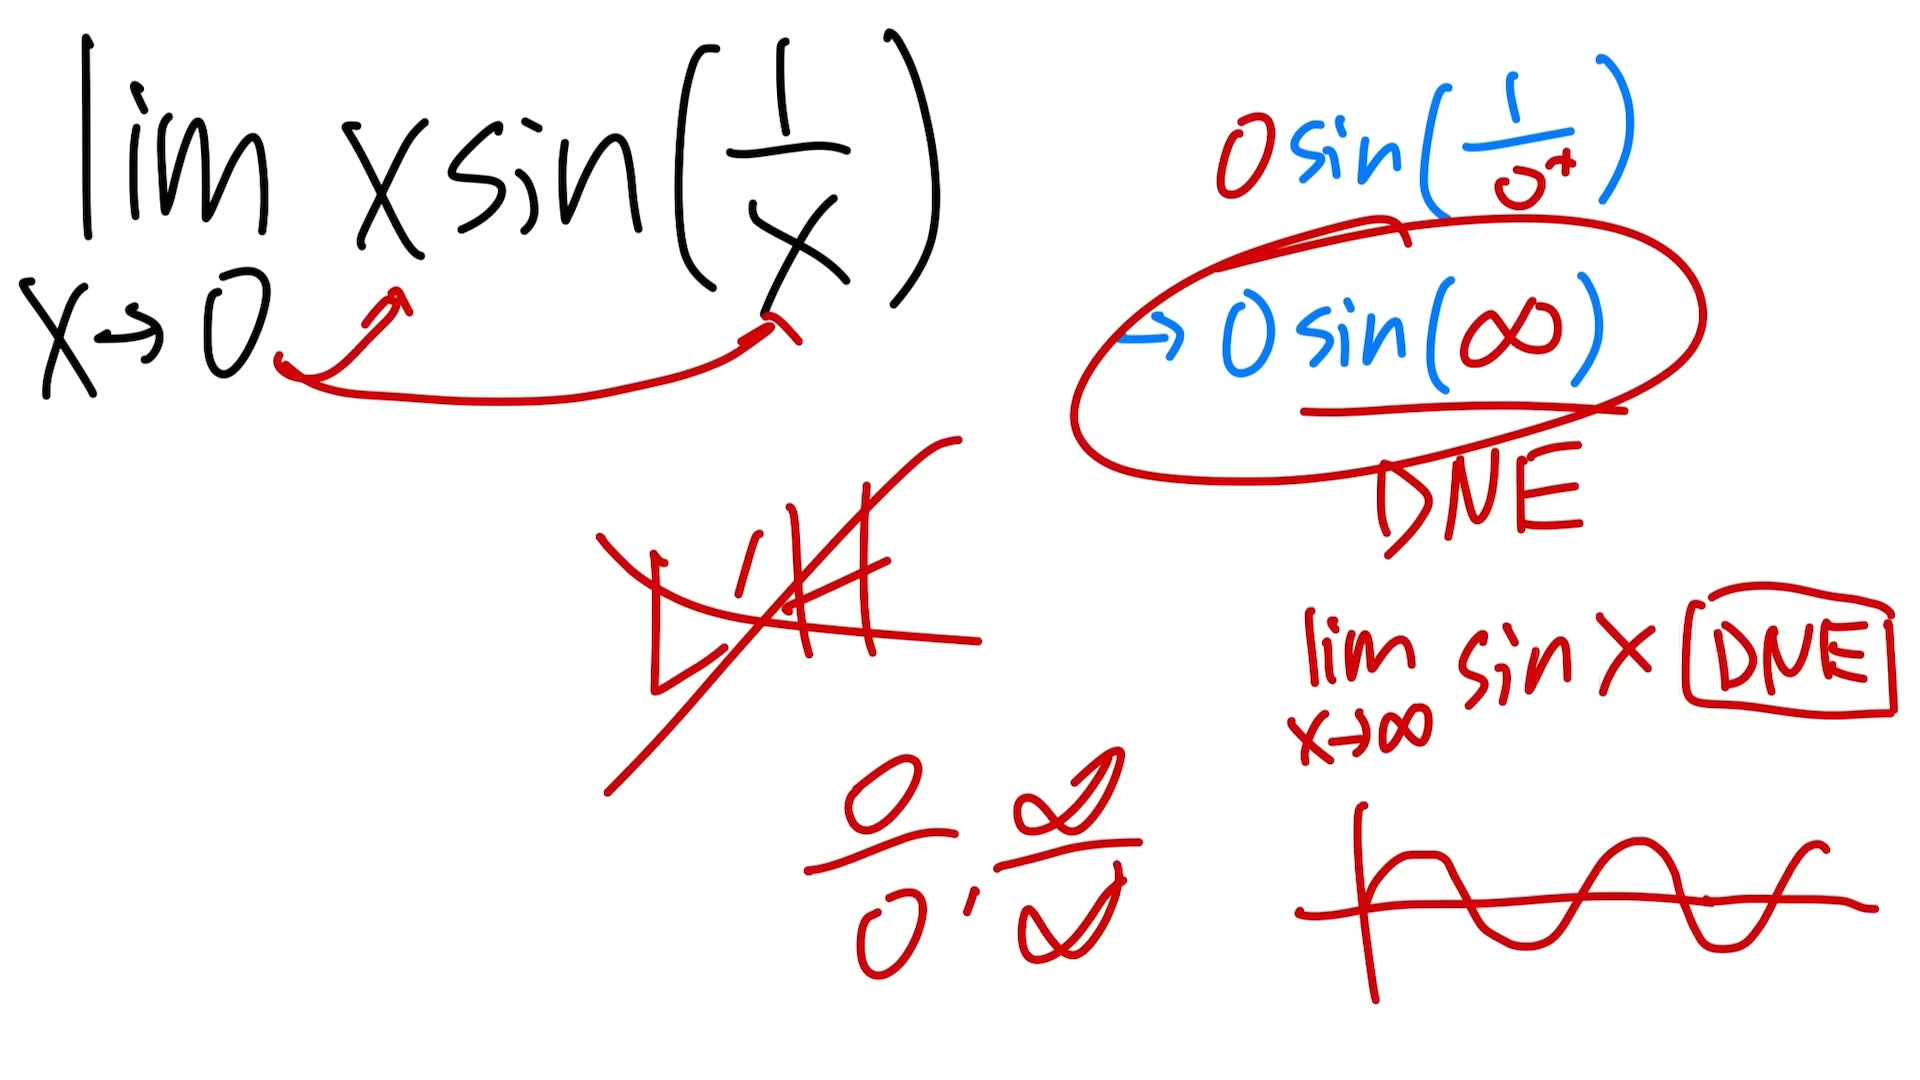 lim x sin(1/x)
x→0
0 sin(1/0⁺)
→ 0 sin(∞)
DNE
L'H
lim sin x DNE
x→∞
0/0, ∞/∞